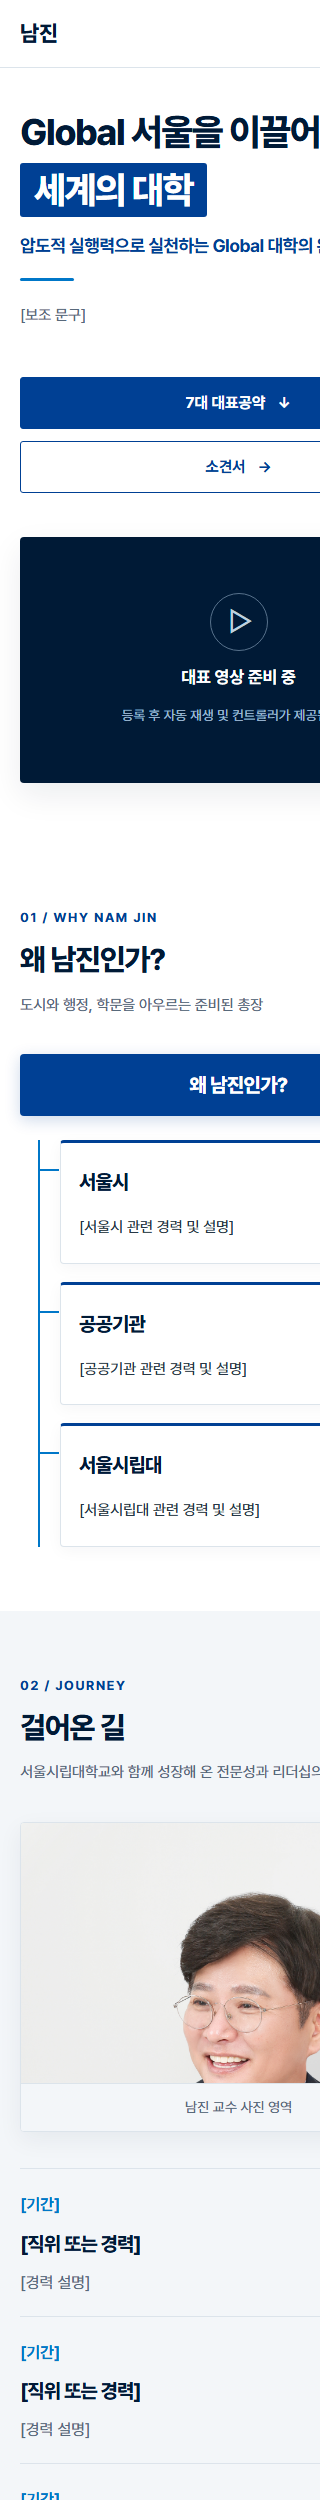 남진
Global 서울을 이끌어
세계의 대학
압도적 실행력으로 실천하는 Global 대학의
[보조 문구]
7대 대표공약 ↓
소견서 →
대표 영상 준비 중
등록 후 자동 재생 및 컨트롤러가
01 / WHY NAM JIN
왜 남진인가?
도시와 행정, 학문을 아우르는 준비된 총장
왜 남진인가?
서울시
[서울시 관련 경력 및 설명]
공공기관
[공공기관 관련 경력 및 설명]
서울시립대
[서울시립대 관련 경력 및 설명]
02 / JOURNEY
걸어온 길
서울시립대학교와 함께 성장해 온 전문성과 리더십의
남진 교수 사진 영역
[기간]
[직위 또는 경력]
[경력 설명]
[기간]
[직위 또는 경력]
[경력 설명]
[기간]